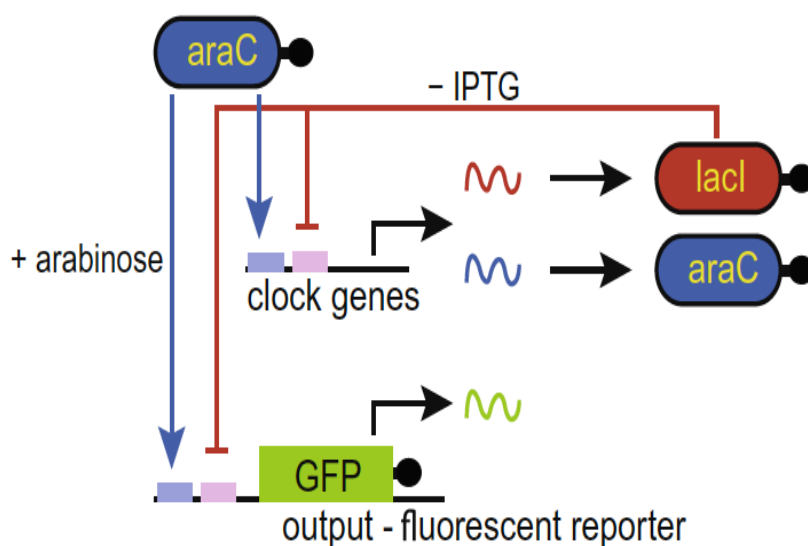 araC
– IPTG
lacI
+ arabinose
araC
clock genes
GFP
output - fluorescent reporter